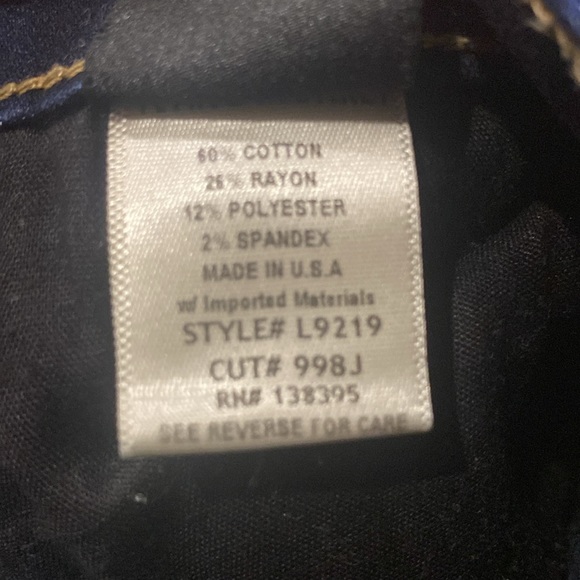 60% COTTON
26% RAYON
12% POLYESTER
2% SPANDEX
MADE IN U.S.A
w/ Imported Materials
STYLE# L9219
CUT# 998J
RN# 138395
SEE REVERSE FOR CARE